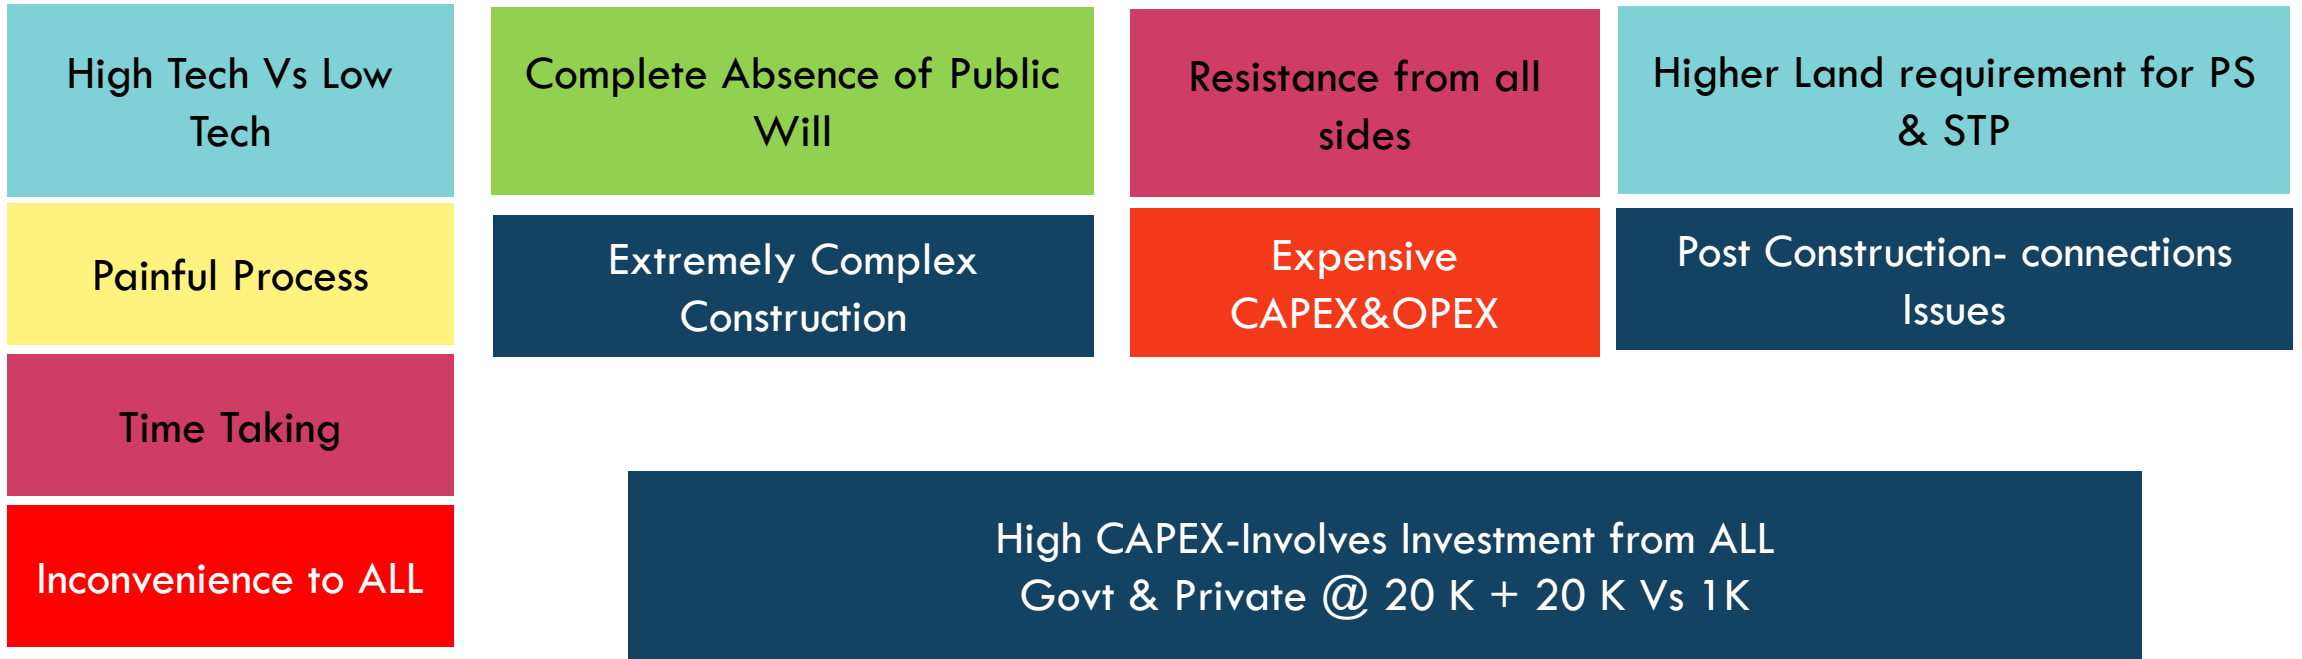 High Tech Vs Low
Tech
Complete Absence of Public
Will
Resistance from all
sides
Higher Land requirement for PS
& STP
Painful Process
Extremely Complex
Construction
Expensive
CAPEX&OPEX
Post Construction- connections
Issues
Time Taking
Inconvenience to ALL
High CAPEX-Involves Investment from ALL
Govt & Private @ 20 K + 20 K Vs 1K